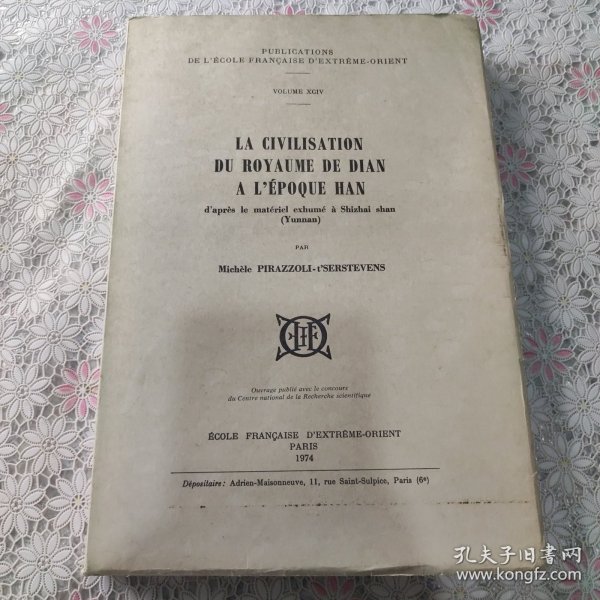 PUBLICATIONS
DE L'ÉCOLE FRANÇAISE D'EXTRÊME-ORIENT
VOLUME XCIV
LA CIVILISATION
DU ROYAUME DE DIAN
A L'ÉPOQUE HAN
d'après le matériel exhumé à Shizhai shan
(Yunnan)
PAR
Michèle PIRAZZOLI-t'SERSTEVENS
Ouvrage publié avec le concours
du Centre national de la Recherche scientifique
ÉCOLE FRANÇAISE D'EXTRÊME-ORIENT
PARIS
1974
Dépositaire: Adrien-Maisonneuve, 11, rue Saint-Sulpice, Paris (6e)
孔夫子旧书网
www.kongfz.com